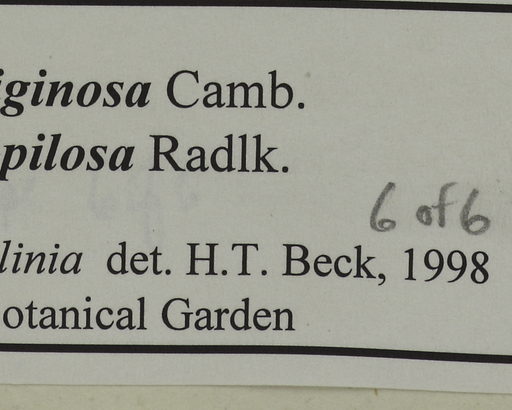 iginosa Camb.
pilosa Radlk.
6 of 6
linia det. H.T. Beck, 1998
otanical Garden